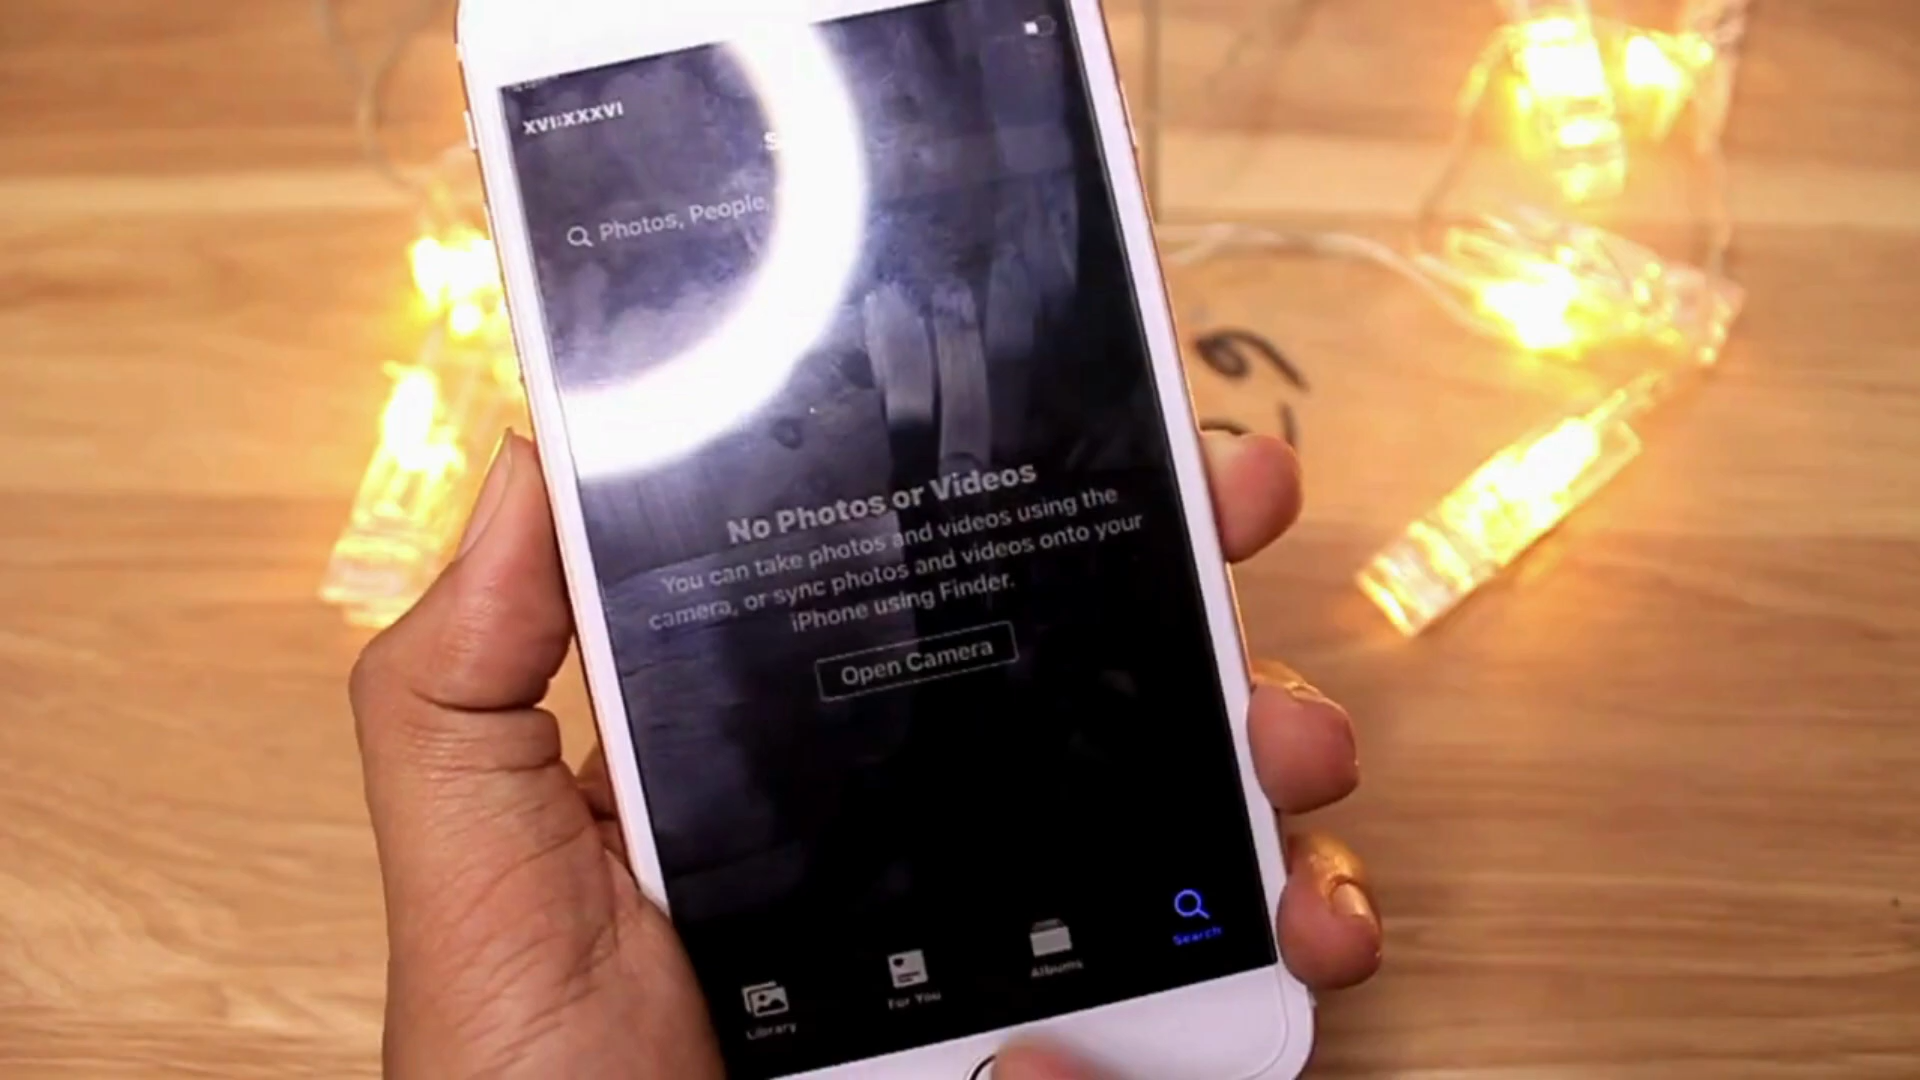 XVI:XXXVI
Photos, People,
No Photos or Videos
You can take photos and videos using the
camera, or sync photos and videos onto your
iPhone using Finder.
Open Camera
Library
For You
Albums
Search